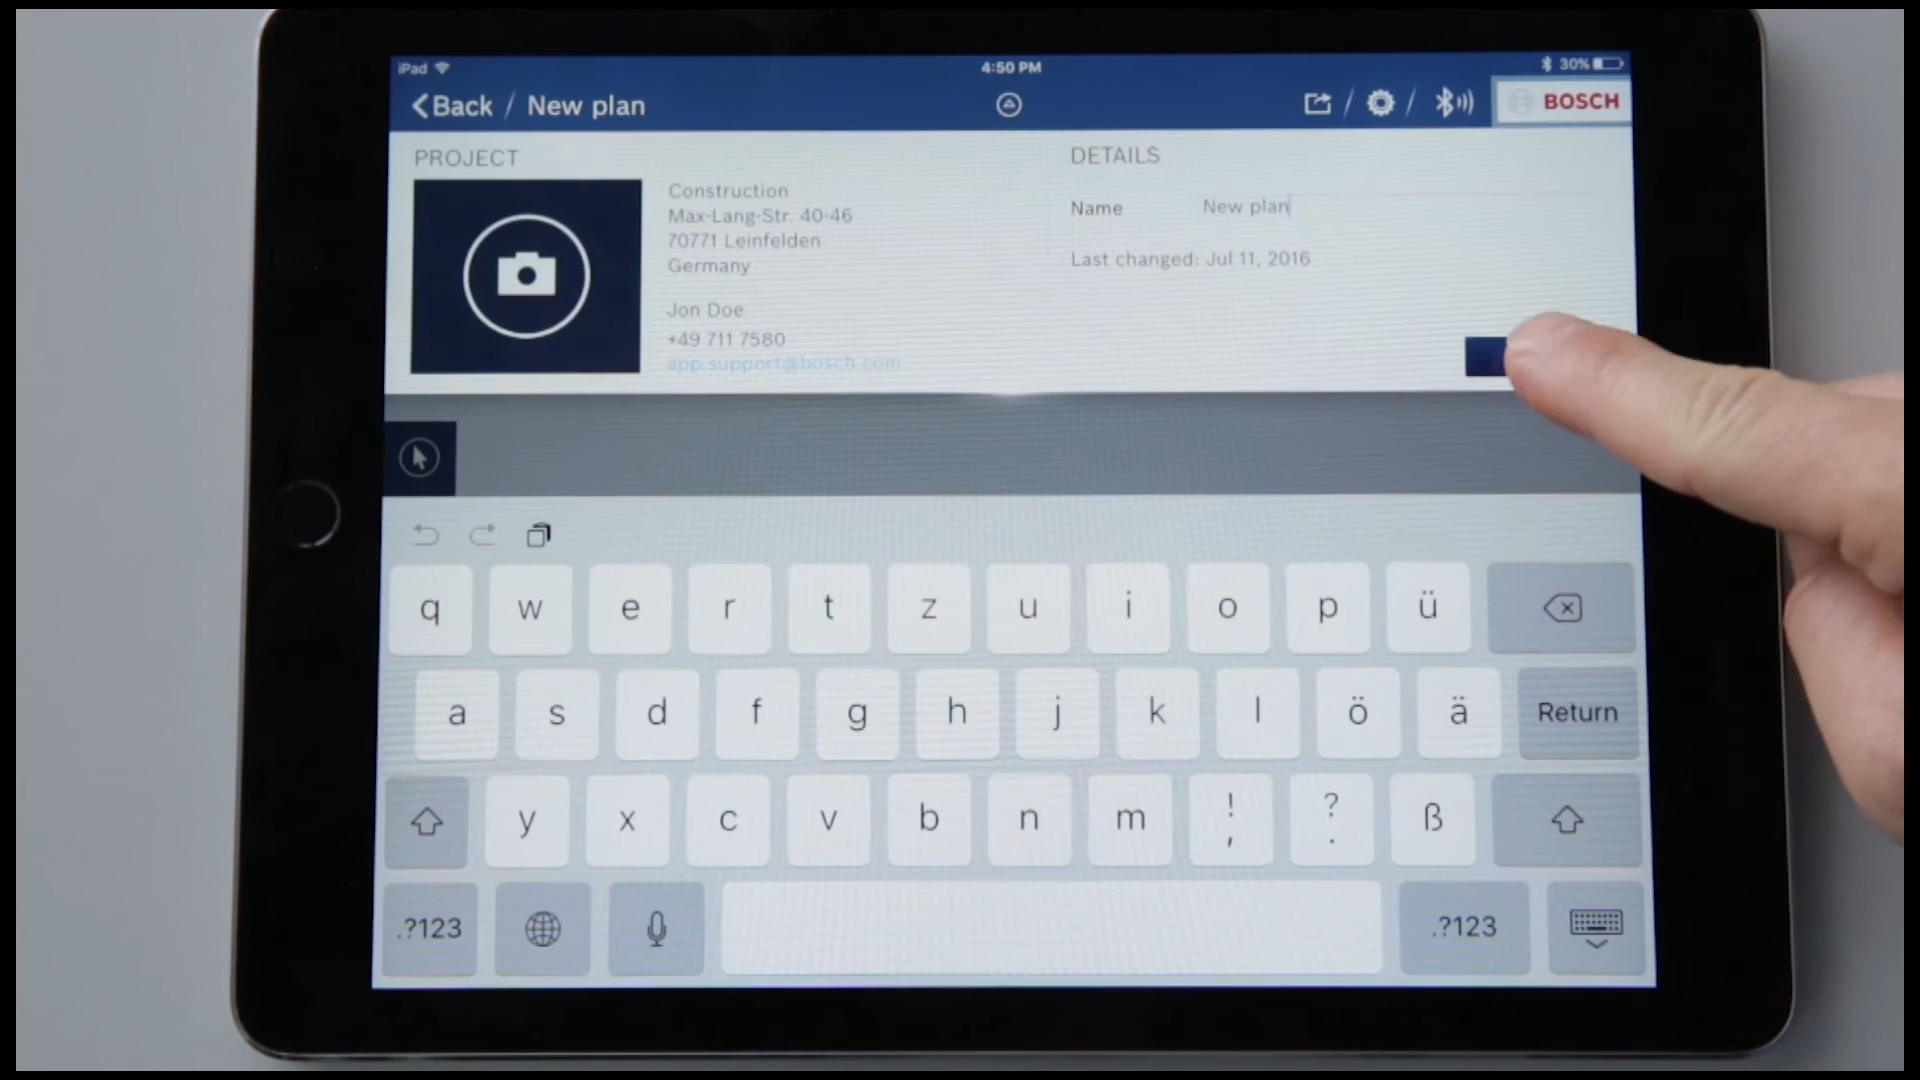 iPad
4:50 PM
30%
Back / New plan
BOSCH
PROJECT
Construction
Max-Lang-Str. 40-46
70771 Leinfelden
Germany
Jon Doe
+49 711 7580
app.support@bosch.com
DETAILS
Name New plan
Last changed: Jul 11, 2016
q w e r t z u i o p ü
a s d f g h j k l ö ä Return
y x c v b n m ! , ? . ß
.?123 .?123